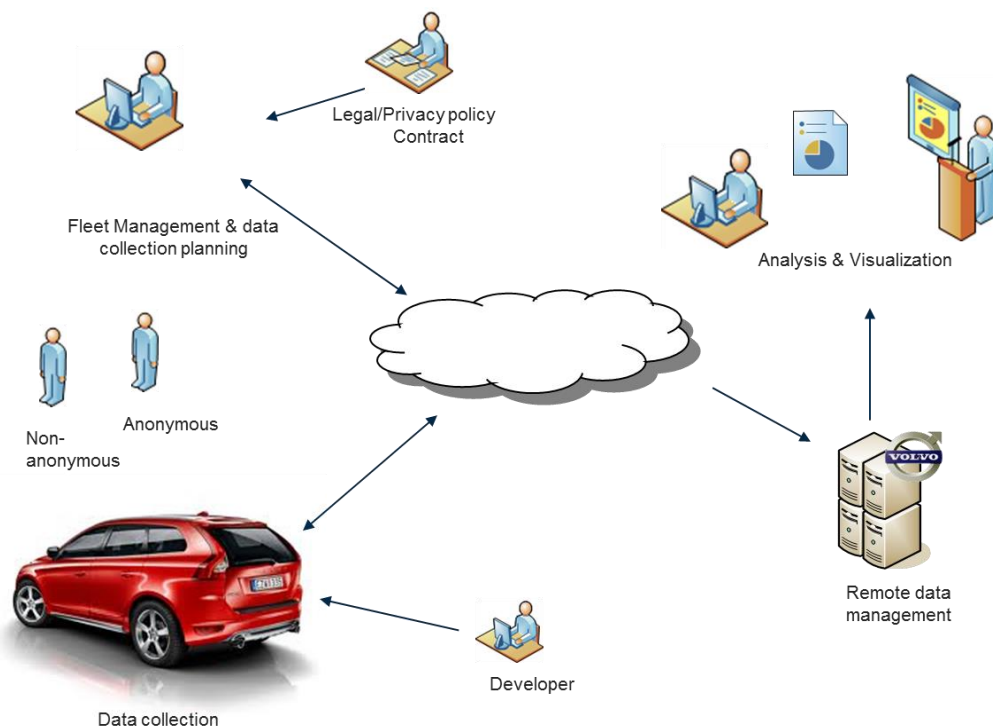 Legal/Privacy policy
Contract
Fleet Management & data
collection planning
Analysis & Visualization
Non-
anonymous
Anonymous
VOLVO
Remote data
management
Developer
Data collection